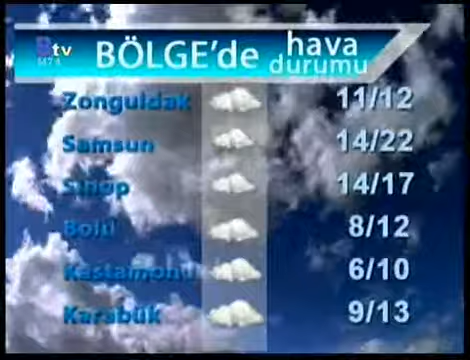 BÖLGE'de hava durumu
Zonguldak 11/12
Samsun 14/22
Sinop 14/17
Bolu 8/12
Kastamonu 6/10
Karabük 9/13